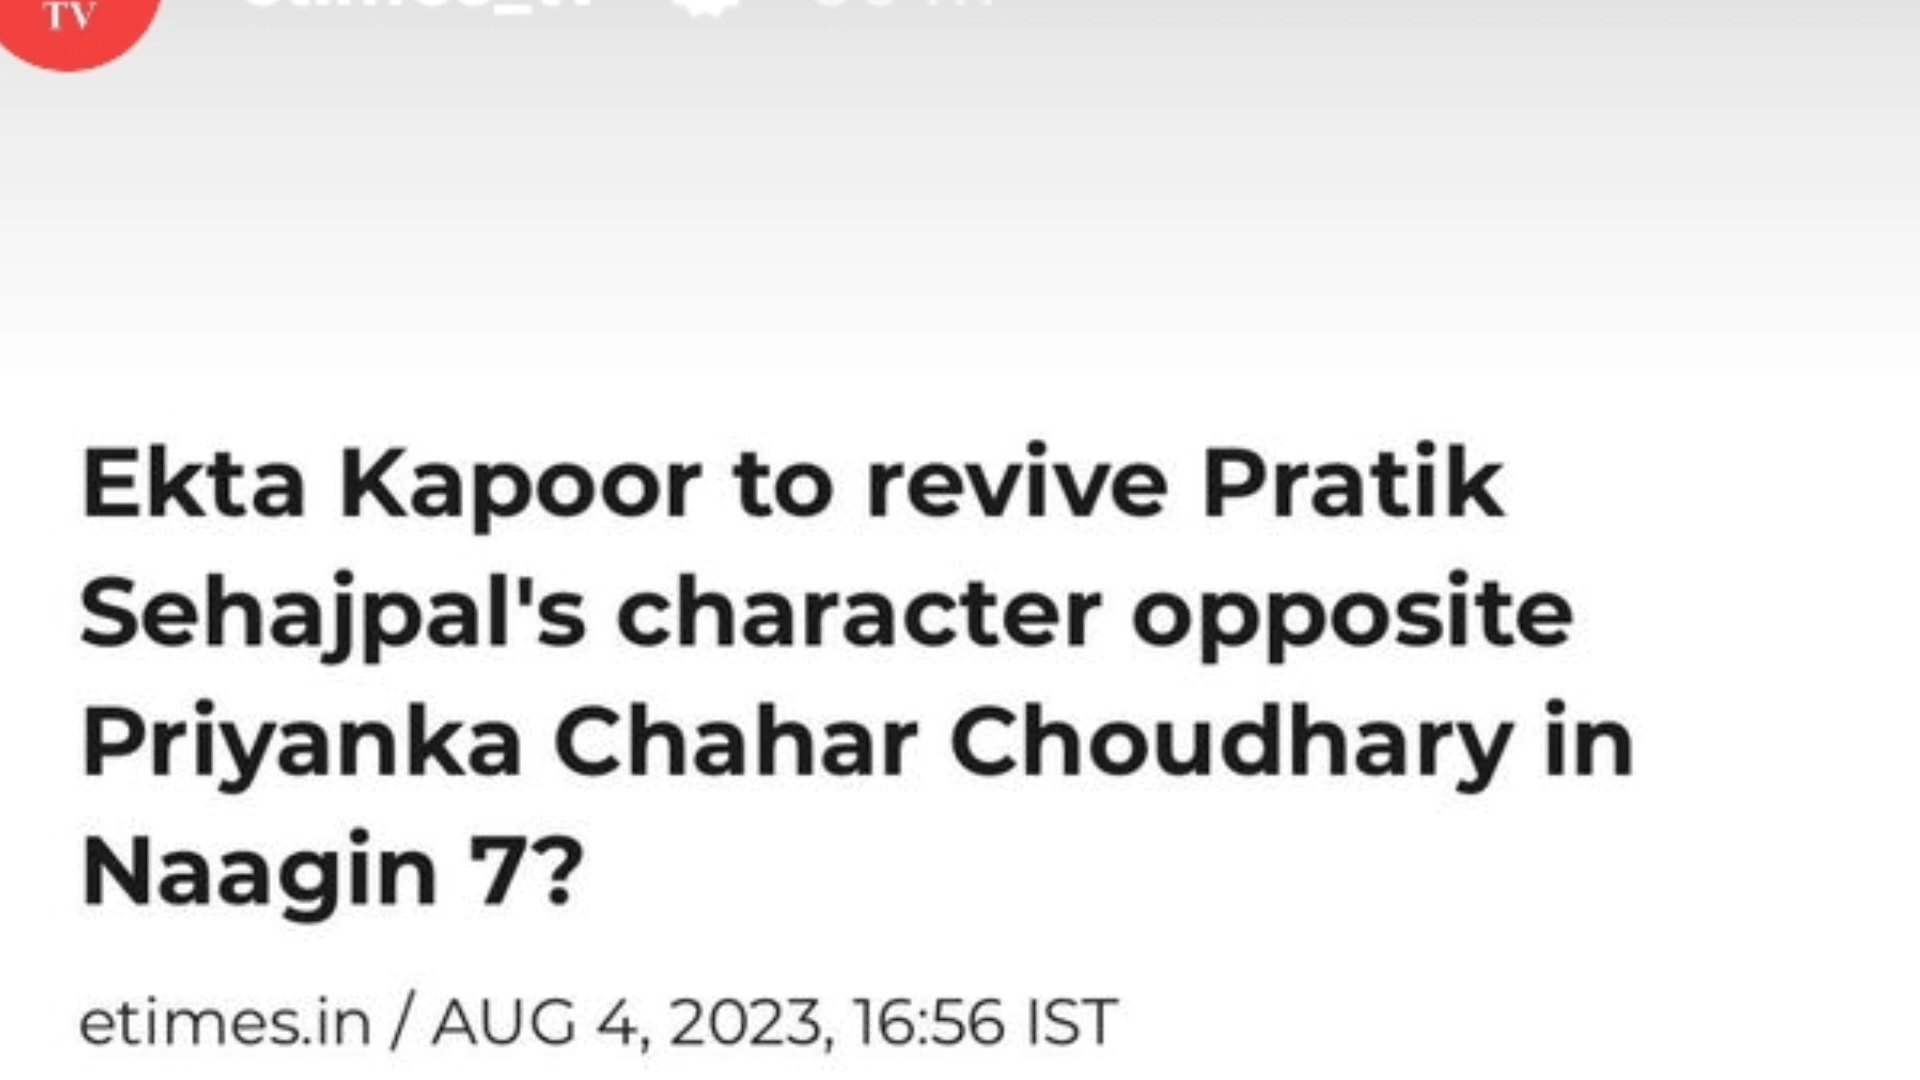 TV
Ekta Kapoor to revive Pratik
Sehajpal's character opposite
Priyanka Chahar Choudhary in
Naagin 7?
etimes.in / AUG 4, 2023, 16:56 IST